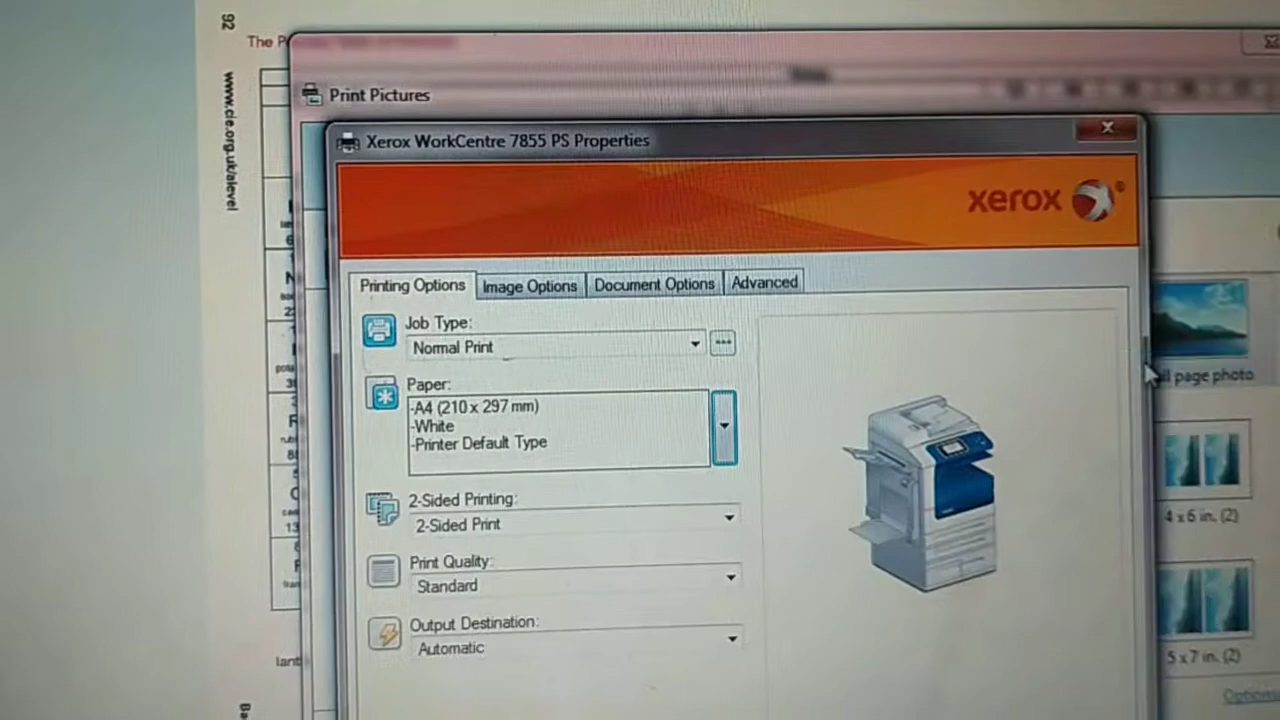 92
The P
www.cie.org.uk/alevel
Print Pictures
Xerox WorkCentre 7855 PS Properties
xerox
Printing Options
Image Options
Document Options
Advanced
Job Type:
Normal Print
Paper:
-A4 (210 x 297 mm)
-White
-Printer Default Type
2-Sided Printing:
2-Sided Print
Print Quality:
Standard
Output Destination:
Automatic
ll page photo
4 x 6 in. (2)
5 x 7 in. (2)
Options
lant
Ba